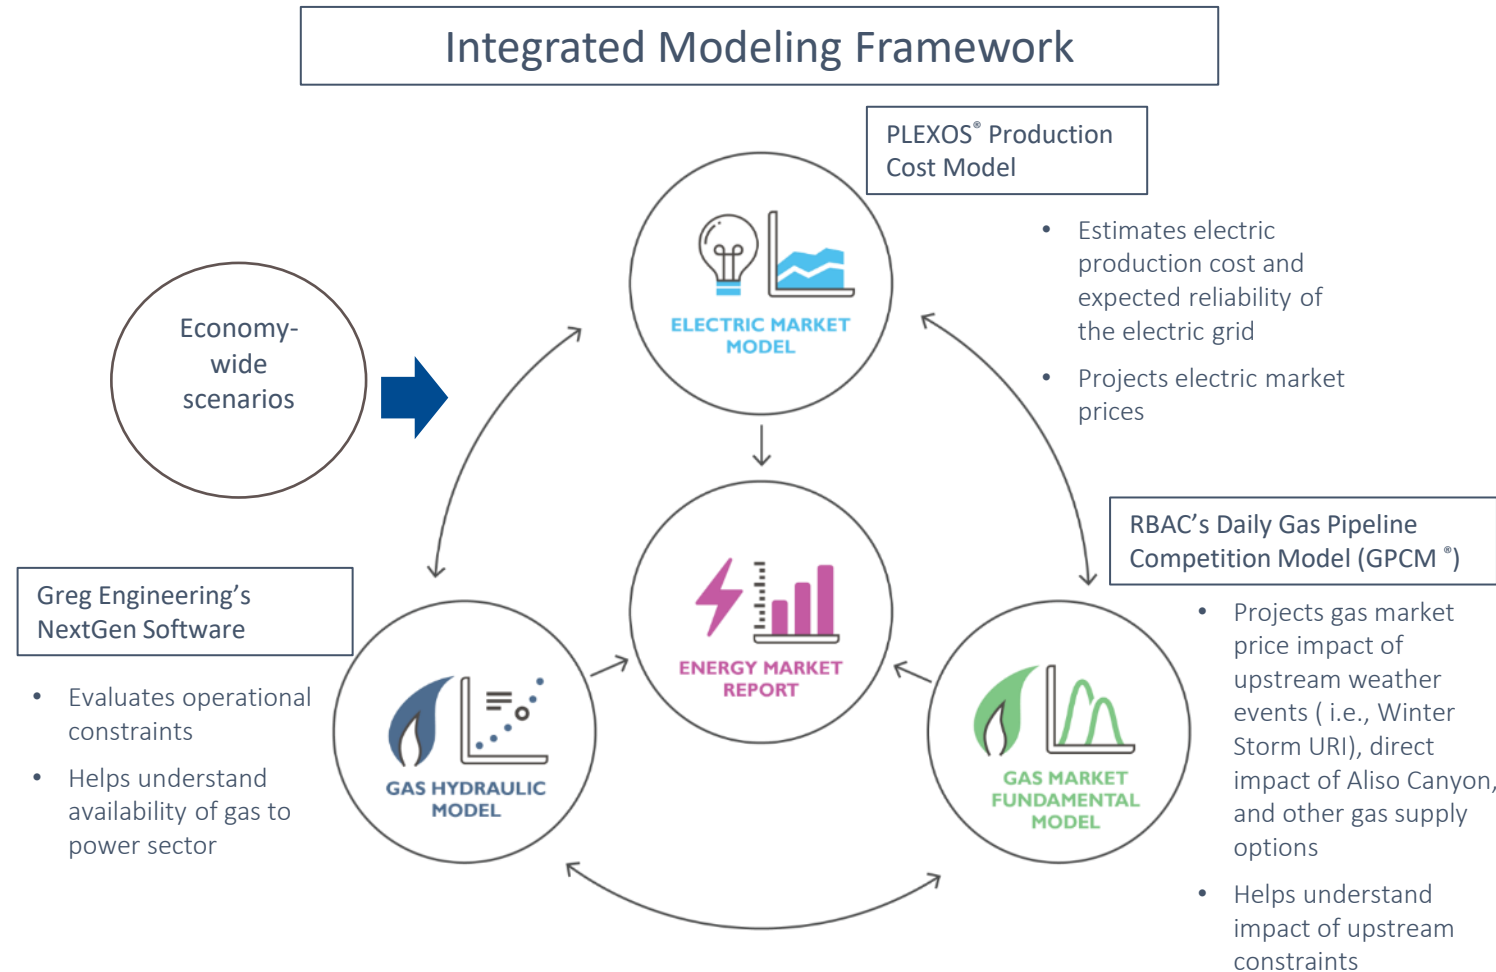 Integrated Modeling Framework
PLEXOS® Production
Cost Model
• Estimates electric
production cost and
expected reliability of
the electric grid
• Projects electric market
prices
Economy-
wide
scenarios
ELECTRIC MARKET
MODEL
RBAC’s Daily Gas Pipeline
Competition Model (GPCM ®)
• Projects gas market
price impact of
upstream weather
events ( i.e., Winter
Storm URI), direct
impact of Aliso Canyon,
and other gas supply
options
• Helps understand
impact of upstream
constraints
Greg Engineering’s
NextGen Software
• Evaluates operational
constraints
• Helps understand
availability of gas to
power sector
ENERGY MARKET
REPORT
GAS HYDRAULIC
MODEL
GAS MARKET
FUNDAMENTAL
MODEL